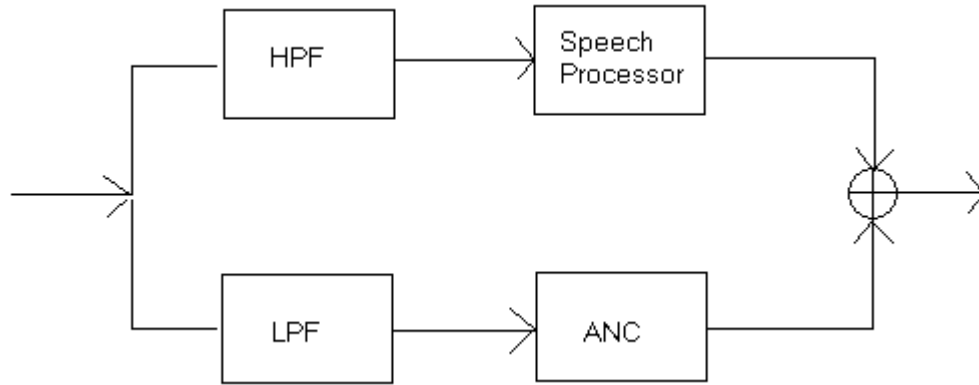 HPF
Speech
Processor
LPF
ANC